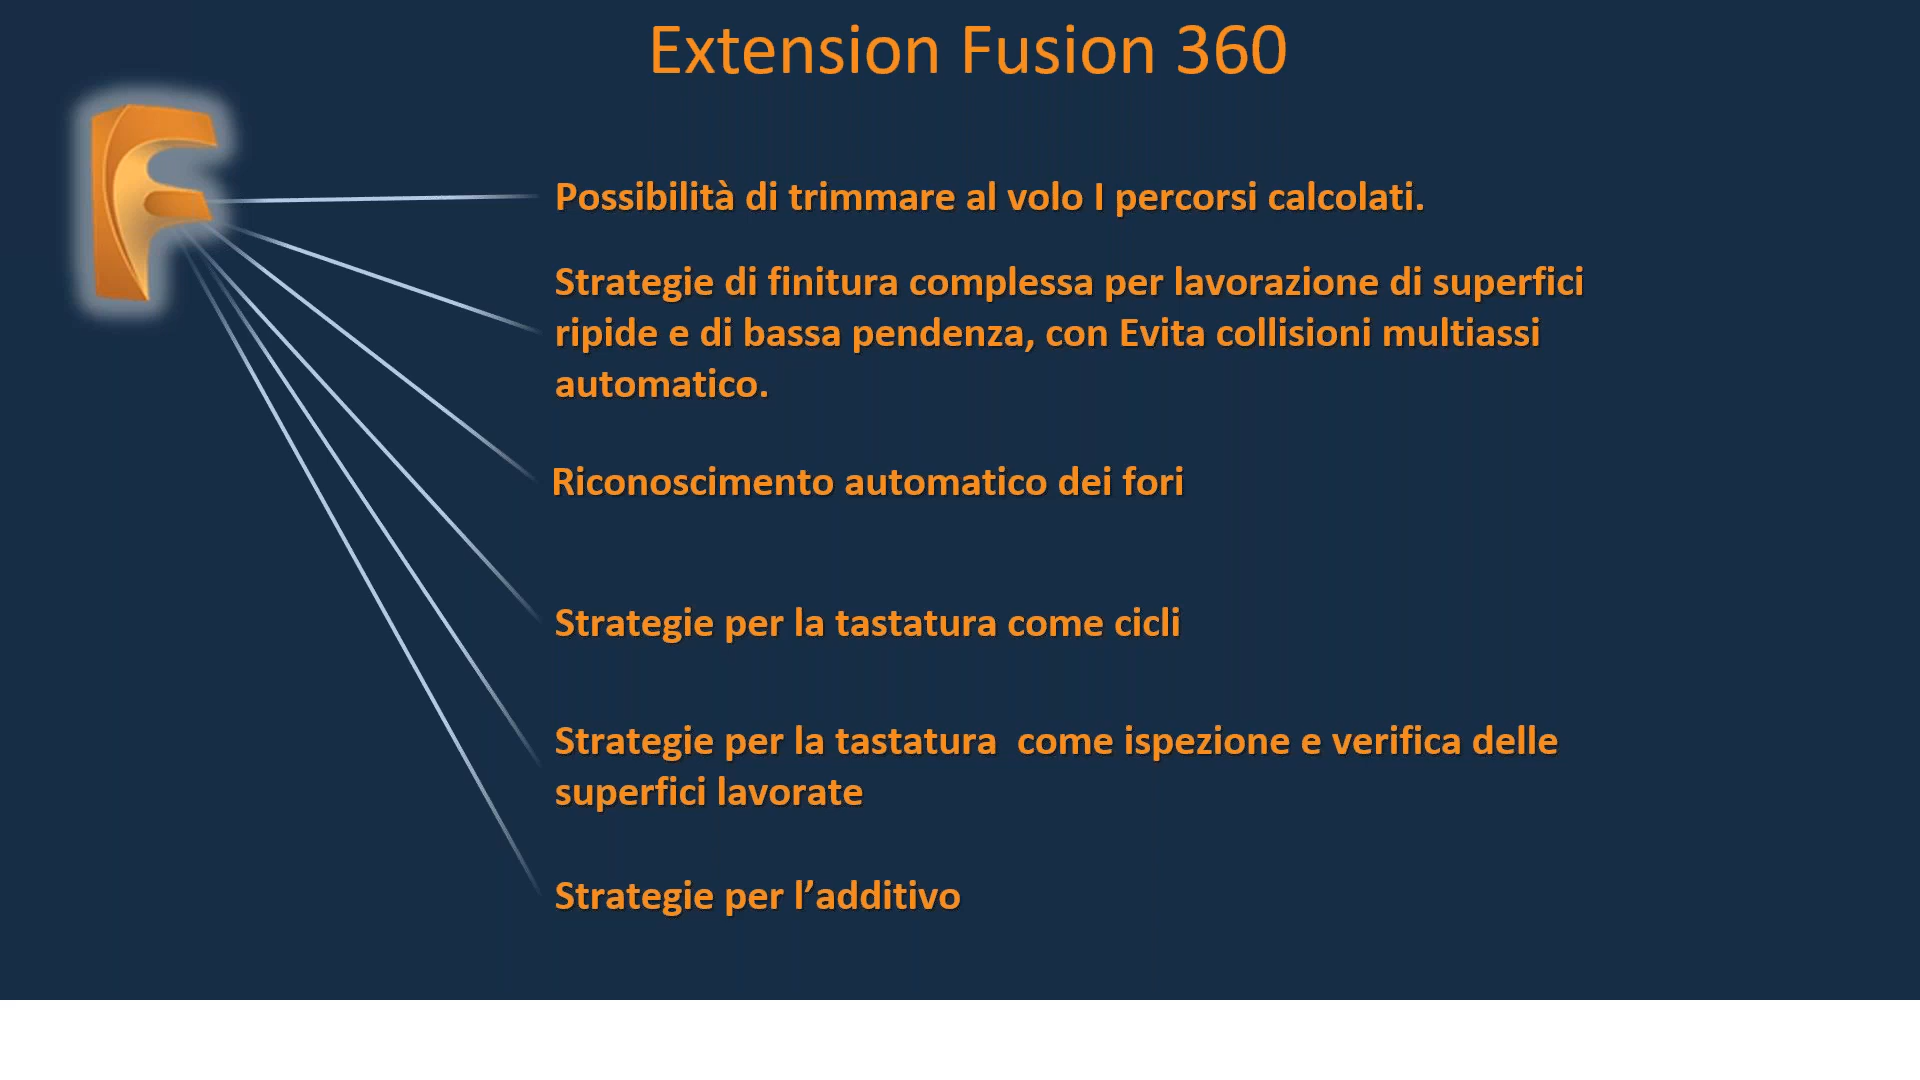 Extension Fusion 360
Possibilità di trimmare al volo I percorsi calcolati.
Strategie di finitura complessa per lavorazione di superfici
ripide e di bassa pendenza, con Evita collisioni multiassi
automatico.
Riconoscimento automatico dei fori
Strategie per la tastatura come cicli
Strategie per la tastatura  come ispezione e verifica delle
superfici lavorate
Strategie per l’additivo